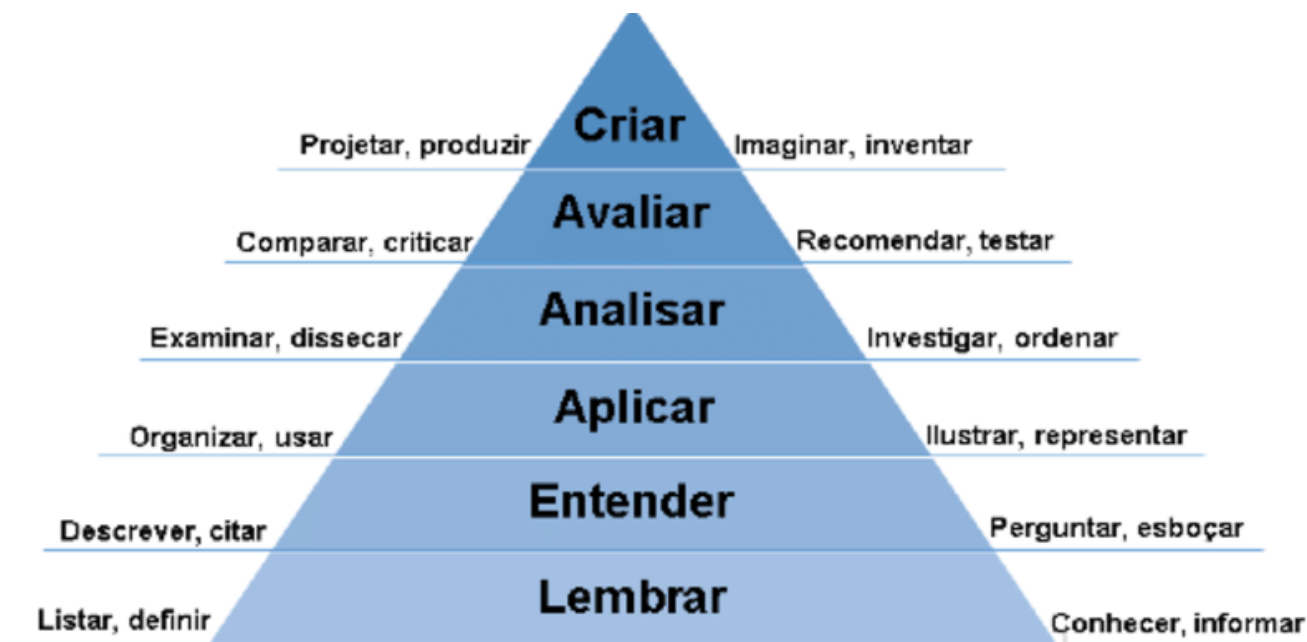 Criar
Projetar, produzir
Imaginar, inventar
Avaliar
Comparar, criticar
Recomendar, testar
Analisar
Examinar, dissecar
Investigar, ordenar
Aplicar
Organizar, usar
Ilustrar, representar
Entender
Descrever, citar
Perguntar, esboçar
Lembrar
Listar, definir
Conhecer, informar